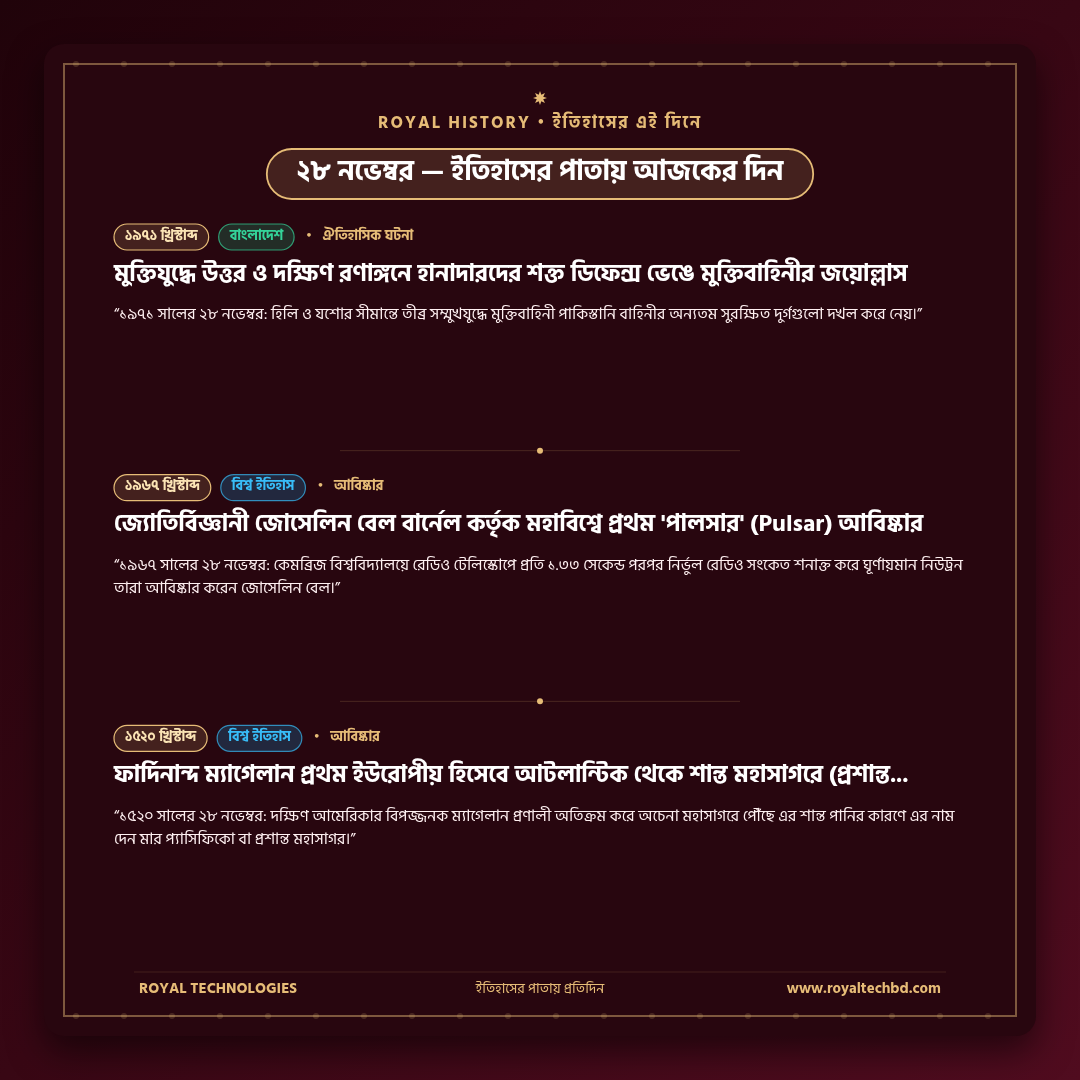 ROYAL HISTORY • ইতিহাসের এই দিনে
২৮ নভেম্বর — ইতিহাসের পাতায় আজকের দিন
১৯৭১ খ্রিস্টাব্দ বাংলাদেশ • ঐতিহাসিক ঘটনা
মুক্তিযুদ্ধে উত্তর ও দক্ষিণ রণাঙ্গনে হানাদারদের শক্ত ডিফেন্স ভেঙে মুক্তিবাহিনীর জয়োল্লাস
“১৯৭১ সালের ২৮ নভেম্বর: হিলি ও যশোর সীমান্তে তীব্র সম্মুখযুদ্ধে মুক্তিবাহিনী পাকিস্তানি বাহিনীর অন্যতম সুরক্ষিত দুর্গগুলো দখল করে নেয়।”
১৯৬৭ খ্রিস্টাব্দ বিশ্ব ইতিহাস • আবিষ্কার
জ্যোতির্বিজ্ঞানী জোসেলিন বেল বার্নেল কর্তৃক মহাবিশ্বে প্রথম 'পালসার' (Pulsar) আবিষ্কার
“১৯৬৭ সালের ২৮ নভেম্বর: কেমব্রিজ বিশ্ববিদ্যালয়ে রেডিও টেলিস্কোপে প্রতি ১.৩৩ সেকেন্ড পরপর নির্ভুল রেডিও সংকেত শনাক্ত করে ঘূর্ণায়মান নিউট্রন
তারা আবিষ্কার করেন জোসেলিন বেল।”
১৫২০ খ্রিস্টাব্দ বিশ্ব ইতিহাস • আবিষ্কার
ফার্দিনান্দ ম্যাগেলান প্রথম ইউরোপীয় হিসেবে আটলান্টিক থেকে শান্ত মহাসাগরে (প্রশান্ত...
“১৫২০ সালের ২৮ নভেম্বর: দক্ষিণ আমেরিকার বিপজ্জনক ম্যাগেলান প্রণালী অতিক্রম করে অচেনা মহাসাগরে পৌঁছে এর শান্ত পানির কারণে এর নাম
দেন মার প্যাসিফিকো বা প্রশান্ত মহাসাগর।”
ROYAL TECHNOLOGIES ইতিহাসের পাতায় প্রতিদিন www.royaltechbd.com